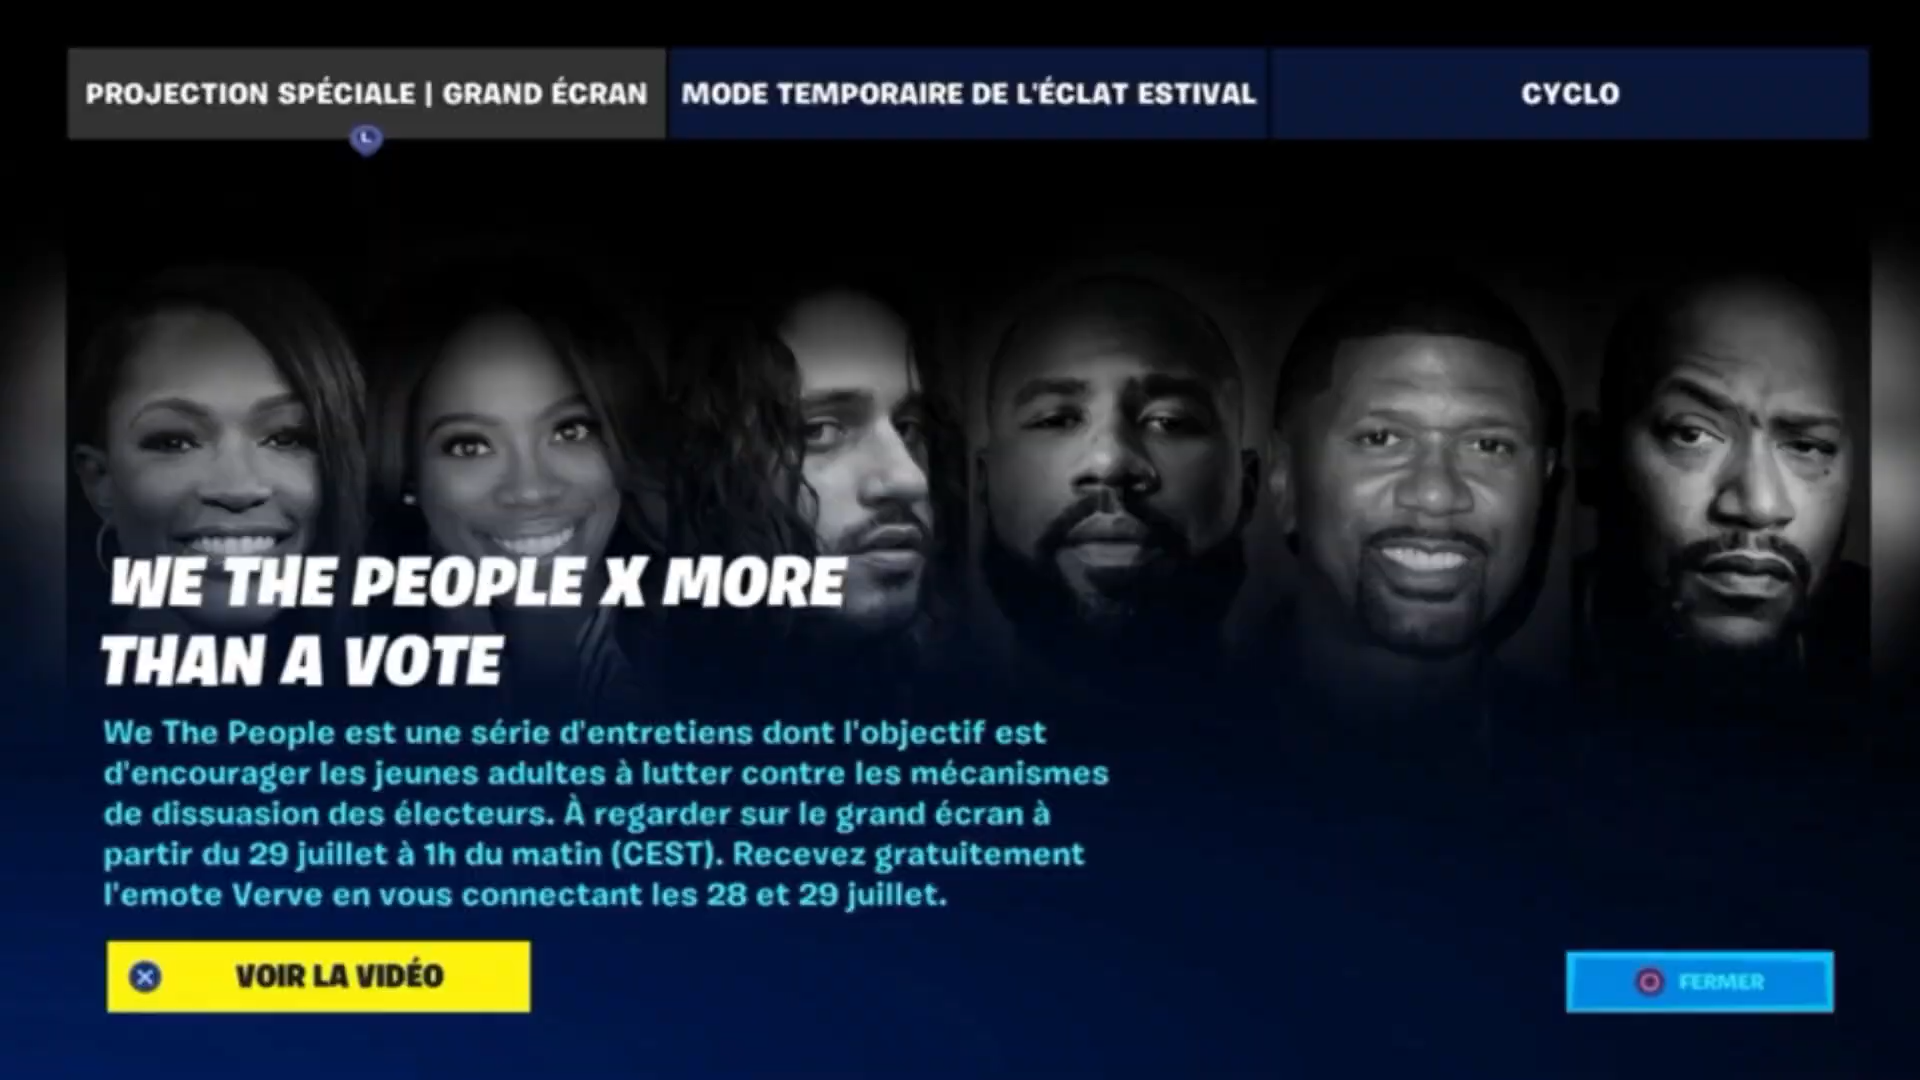 PROJECTION SPÉCIALE | GRAND ÉCRAN
MODE TEMPORAIRE DE L'ÉCLAT ESTIVAL
CYCLO
L
WE THE PEOPLE X MORE
THAN A VOTE
We The People est une série d'entretiens dont l'objectif est
d'encourager les jeunes adultes à lutter contre les mécanismes
de dissuasion des électeurs. À regarder sur le grand écran à
partir du 29 juillet à 1h du matin (CEST). Recevez gratuitement
l'emote Verve en vous connectant les 28 et 29 juillet.
VOIR LA VIDÉO
FERMER